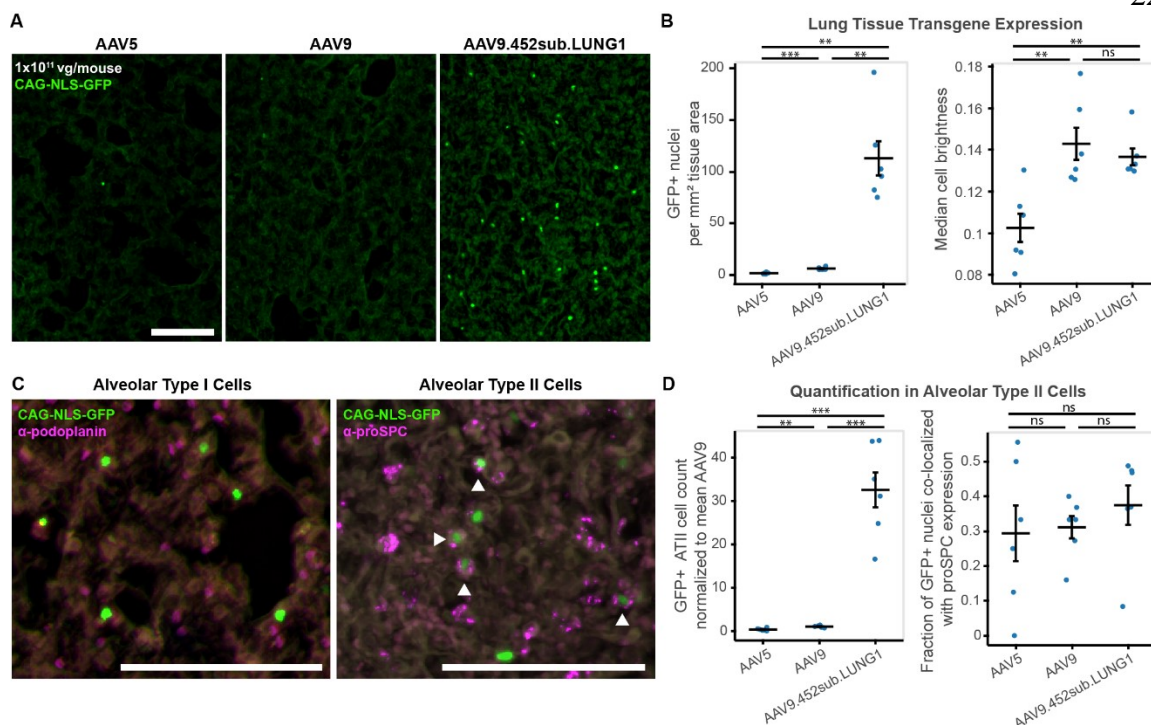 A
AAV5
AAV9
AAV9.452sub.LUNG1
1x10¹¹ vg/mouse
CAG-NLS-GFP
B
Lung Tissue Transgene Expression
**
***
**
GFP+ nuclei
per mm² tissue area
200
150
100
50
0
AAV5
AAV9
AAV9.452sub.LUNG1
**
**
ns
Median cell brightness
0.18
0.16
0.14
0.12
0.1
0.08
AAV5
AAV9
AAV9.452sub.LUNG1
C
Alveolar Type I Cells
CAG-NLS-GFP
α-podoplanin
Alveolar Type II Cells
CAG-NLS-GFP
α-proSPC
D
Quantification in Alveolar Type II Cells
***
**
***
GFP+ ATII cell count
normalized to mean AAV9
40
30
20
10
0
AAV5
AAV9
AAV9.452sub.LUNG1
ns
ns
ns
Fraction of GFP+ nuclei co-localized
with proSPC expression
0.5
0.4
0.3
0.2
0.1
0
AAV5
AAV9
AAV9.452sub.LUNG1